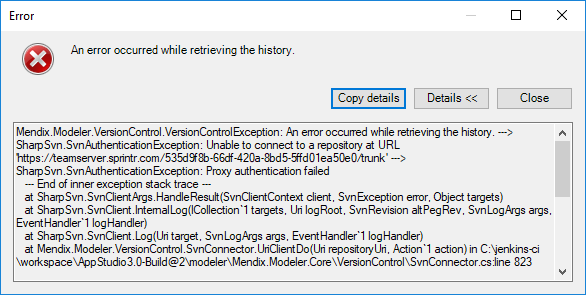 Error
An error occurred while retrieving the history.
Copy details
Details <<
Close
Mendix.Modeler.VersionControl.VersionControlException: An error occurred while retrieving the history. --->
SharpSvn.SvnAuthenticationException: Unable to connect to a repository at URL
'https://teamserver.sprintr.com/535d9f8b-66df-420a-8bd5-5ffd01ea50e0/trunk' --->
SharpSvn.SvnAuthenticationException: Proxy authentication failed
--- End of inner exception stack trace ---
at SharpSvn.SvnClientArgs.HandleResult(SvnClientContext client, SvnException error, Object targets)
at SharpSvn.SvnClient.InternalLog(ICollection`1 targets, Uri logRoot, SvnRevision altPegRev, SvnLogArgs args,
EventHandler`1 logHandler)
at SharpSvn.SvnClient.Log(Uri target, SvnLogArgs args, EventHandler`1 logHandler)
at Mendix.Modeler.VersionControl.SvnConnector.UriClientDo(Uri repositoryUri, Action`1 action) in C:\jenkins-ci
\workspace\AppStudio3.0-Build@2\modeler\Mendix.Modeler.Core\VersionControl\SvnConnector.cs:line 823